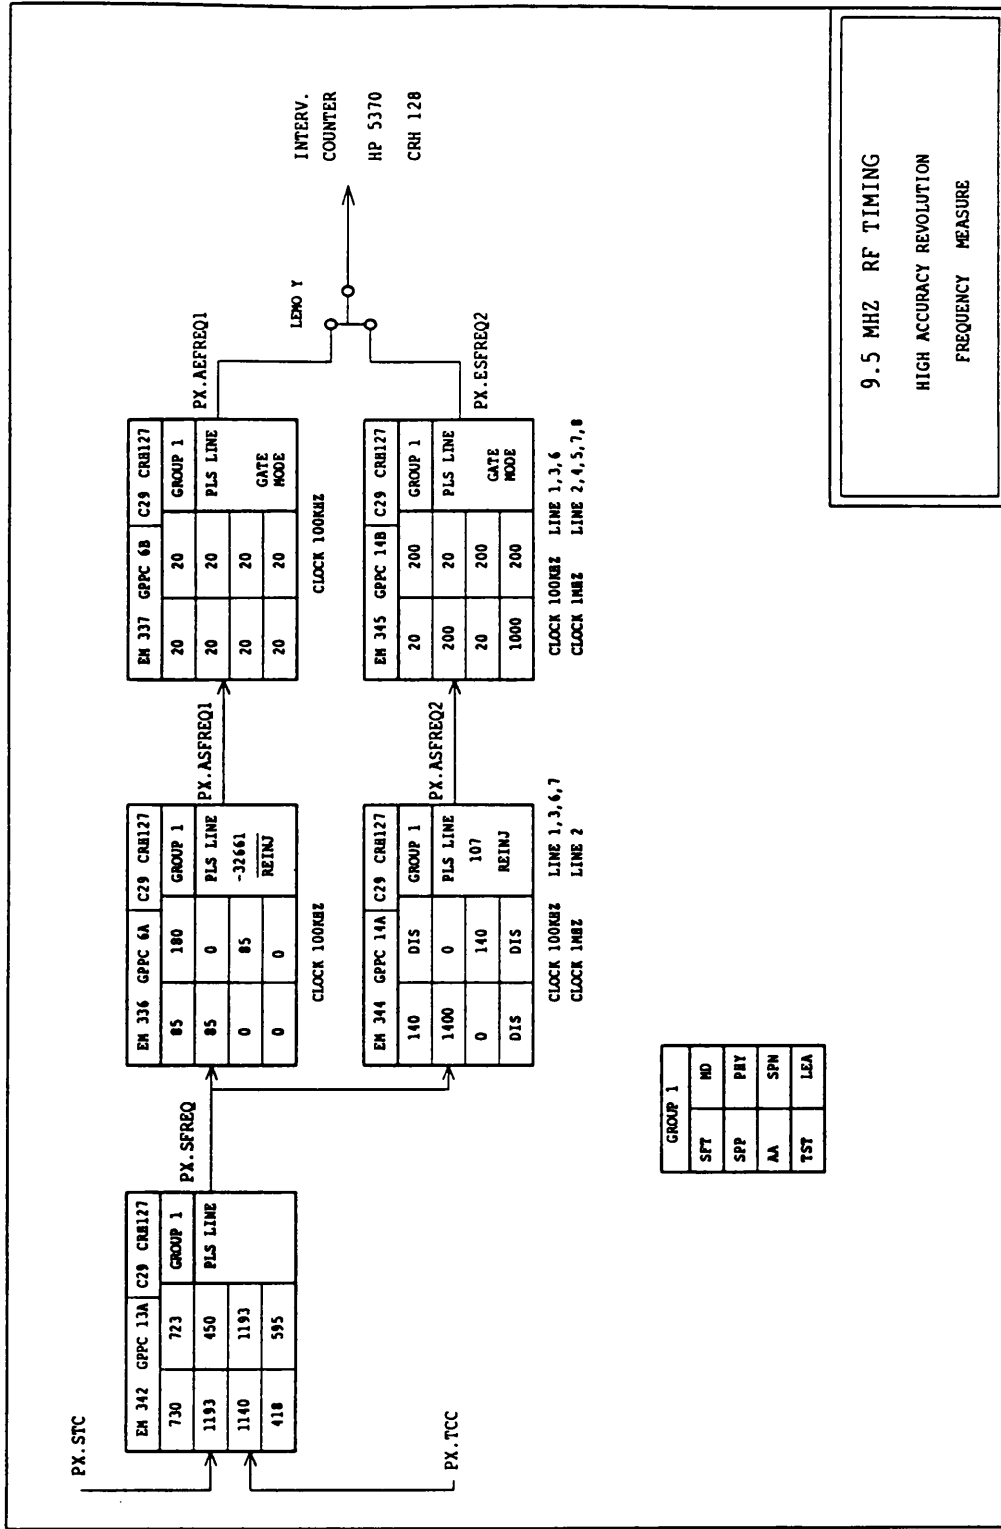 PX.STC
EM 342 GPPC 13A C29 CRH127
730 723 GROUP 1
1193 450 PLS LINE
1140 1193
418 595
PX.TCC
PX.SFREQ
EM 336 GPPC 6A C29 CRH127
85 180 GROUP 1
85 0 PLS LINE
0 85 -32661
0 0 REINJ
CLOCK 100KHZ
PX.ASFREQ1
EM 337 GPPC 6B C29 CRH127
20 20 GROUP 1
20 20 PLS LINE
20 20 GATE
20 20 MODE
CLOCK 100KHZ
PX.AEFREQ1
EM 344 GPPC 14A C29 CRH127
140 DIS GROUP 1
1400 0 PLS LINE
0 140 107
DIS DIS REINJ
CLOCK 100KHZ LINE 1,3,6,7
CLOCK 1MHZ LINE 2
PX.ASFREQ2
EM 345 GPPC 14B C29 CRH127
20 200 GROUP 1
200 20 PLS LINE
20 200 GATE
1000 200 MODE
CLOCK 100KHZ LINE 1,3,6
CLOCK 1MHZ LINE 2,4,5,7,8
PX.ESFREQ2
LEMO Y
INTERV.
COUNTER
HP 5370
CRH 128
GROUP 1
SFT MD
SPP PHY
AA SPN
TST LEA
9.5 MHZ RF TIMING
HIGH ACCURACY REVOLUTION
FREQUENCY MEASURE